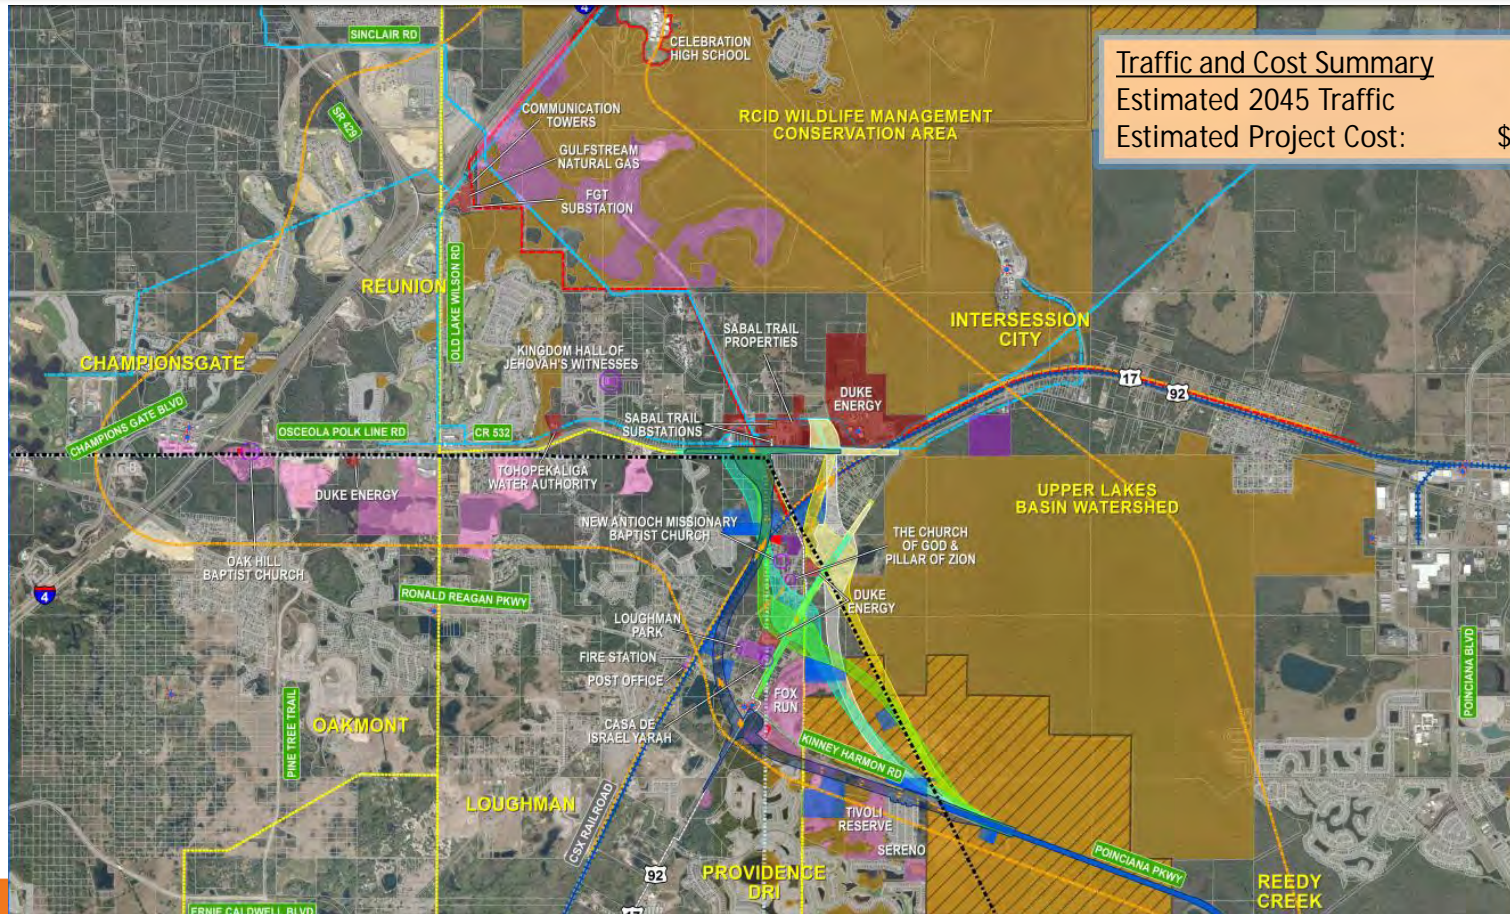 4
SINCLAIR RD
CELEBRATION
HIGH SCHOOL
Traffic and Cost Summary
Estimated 2045 Traffic
Estimated Project Cost: $
SR 429
COMMUNICATION
TOWERS
RCID WILDLIFE MANAGEMENT
CONSERVATION AREA
GULFSTREAM
NATURAL GAS
FGT
SUBSTATION
OLD LAKE WILSON RD
REUNION
INTERSESSION
CITY
SABAL TRAIL
PROPERTIES
KINGDOM HALL OF
JEHOVAH'S WITNESSES
CHAMPIONSGATE
17
92
DUKE
ENERGY
CHAMPIONS GATE BLVD
SABAL TRAIL
SUBSTATIONS
OSCEOLA POLK LINE RD
CR 532
TOHOPEKALIGA
WATER AUTHORITY
DUKE ENERGY
UPPER LAKES
BASIN WATERSHED
NEW ANTIOCH MISSIONARY
BAPTIST CHURCH
THE CHURCH
OF GOD &
PILLAR OF ZION
OAK HILL
BAPTIST CHURCH
4
RONALD REAGAN PKWY
DUKE
ENERGY
LOUGHMAN
PARK
FIRE STATION
POST OFFICE
POINCIANA BLVD
FOX
RUN
PINE TREE TRAIL
OAKMONT
CASA DE
ISRAEL YARAH
KINNEY HARMON RD
LOUGHMAN
CSX RAILROAD
TIVOLI
RESERVE
SERENO
POINCIANA PKWY
92
PROVIDENCE
DRI
REEDY
CREEK
ERNIE CALDWELL BLVD
17